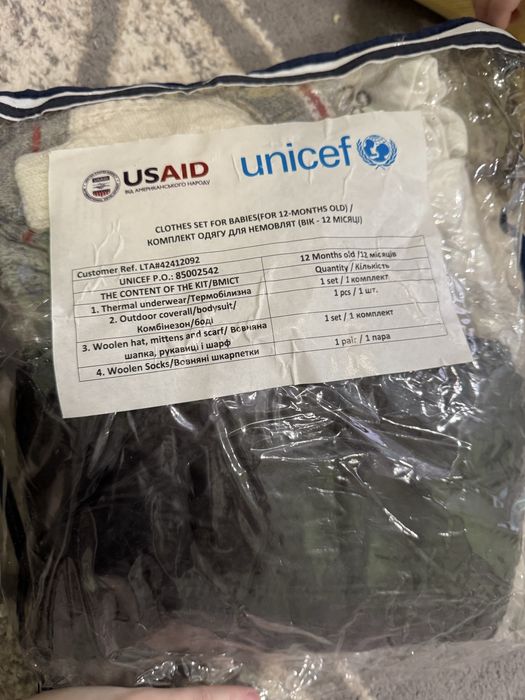 USAID
ВІД АМЕРИКАНСЬКОГО НАРОДУ
unicef
CLOTHES SET FOR BABIES(FOR 12-MONTHS OLD) /
КОМПЛЕКТ ОДЯГУ ДЛЯ НЕМОВЛЯТ (ВІК - 12 МІСЯЦІ)
Customer Ref. LTA#42412092
UNICEF P.O.: 85002542 12 Months old /12 місяців
THE CONTENT OF THE KIT/ВМІСТ Quantity / Кількість
1. Thermal underwear/Термобілизна 1 set / 1 комплект
2. Outdoor coverall/bodysuit/ 1 pcs / 1 шт.
Комбінезон/боді
3. Woolen hat, mittens and scarf/ Вовняна 1 set / 1 комплект
шапка, рукавиці і шарф
4. Woolen Socks/Вовняні шкарпетки 1 pair / 1 пара